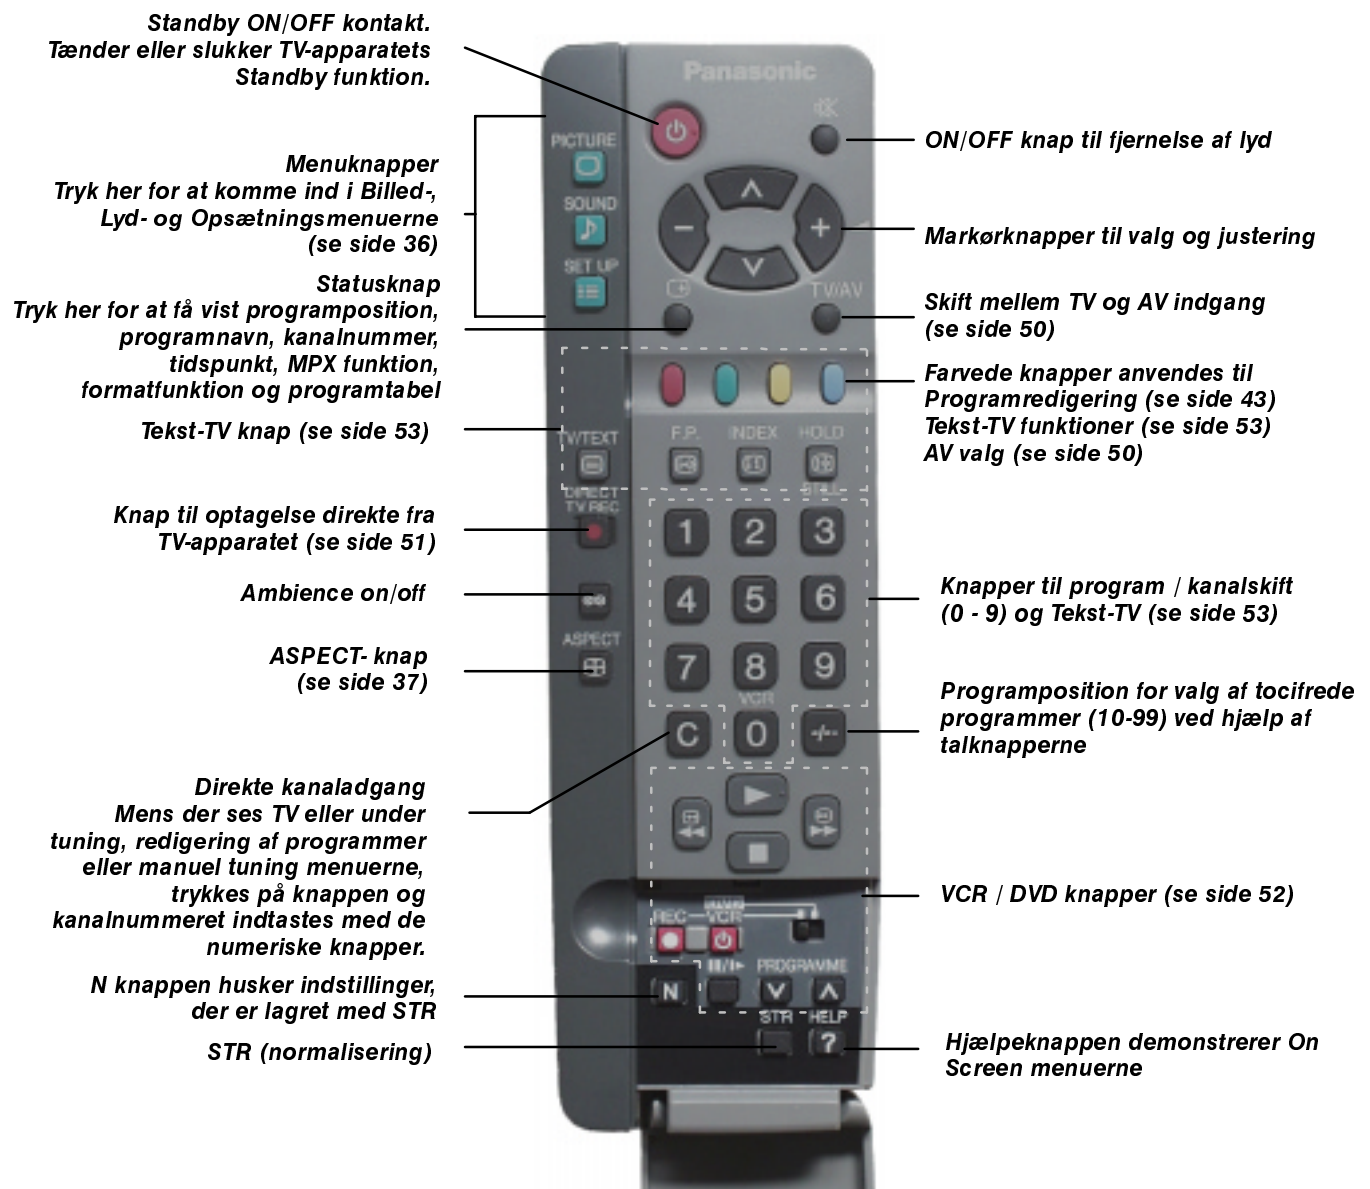 Standby ON/OFF kontakt.
Tænder eller slukker TV-apparatets
Standby funktion.
Menuknapper
Tryk her for at komme ind i Billed-,
Lyd- og Opsætningsmenuerne
(se side 36)
Statusknap
Tryk her for at få vist programposition,
programnavn, kanalnummer,
tidspunkt, MPX funktion,
formatfunktion og programtabel
Tekst-TV knap (se side 53)
Knap til optagelse direkte fra
TV-apparatet (se side 51)
Ambience on/off
ASPECT- knap
(se side 37)
Direkte kanaladgang
Mens der ses TV eller under
tuning, redigering af programmer
eller manuel tuning menuerne,
trykkes på knappen og
kanalnummeret indtastes med de
numeriske knapper.
N knappen husker indstillinger,
der er lagret med STR
STR (normalisering)
Panasonic
PICTURE
SOUND
SET UP
TV/AV
TV/TEXT
F.P.
INDEX
HOLD
STILL
DIRECT
TV REC
1
2
3
4
5
6
ASPECT
7
8
9
VCR
C
0
-/--
REC
VCR
PROGRAMME
N
STR
HELP
?
ON/OFF knap til fjernelse af lyd
Markørknapper til valg og justering
Skift mellem TV og AV indgang
(se side 50)
Farvede knapper anvendes til
Programredigering (se side 43)
Tekst-TV funktioner (se side 53)
AV valg (se side 50)
Knapper til program / kanalskift
(0 - 9) og Tekst-TV (se side 53)
Programposition for valg af tocifrede
programmer (10-99) ved hjælp af
talknapperne
VCR / DVD knapper (se side 52)
Hjælpeknappen demonstrerer On
Screen menuerne